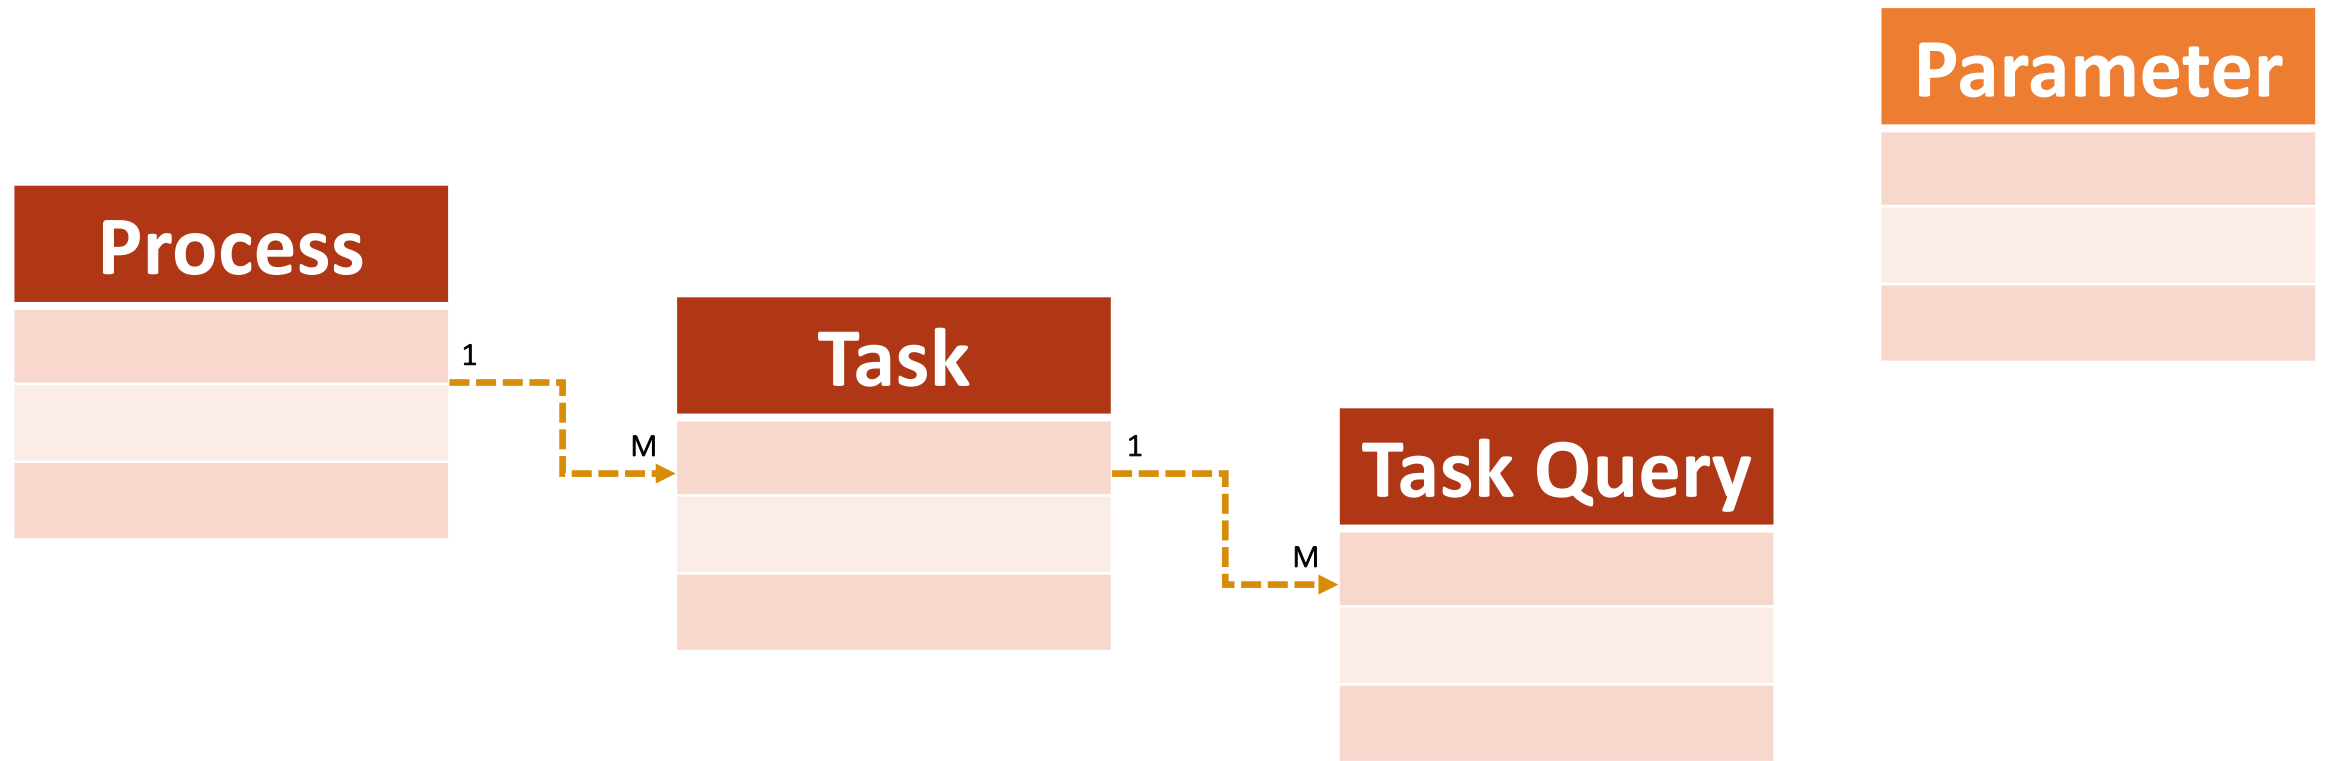 Parameter
Process
1
M
Task
1
M
Task Query